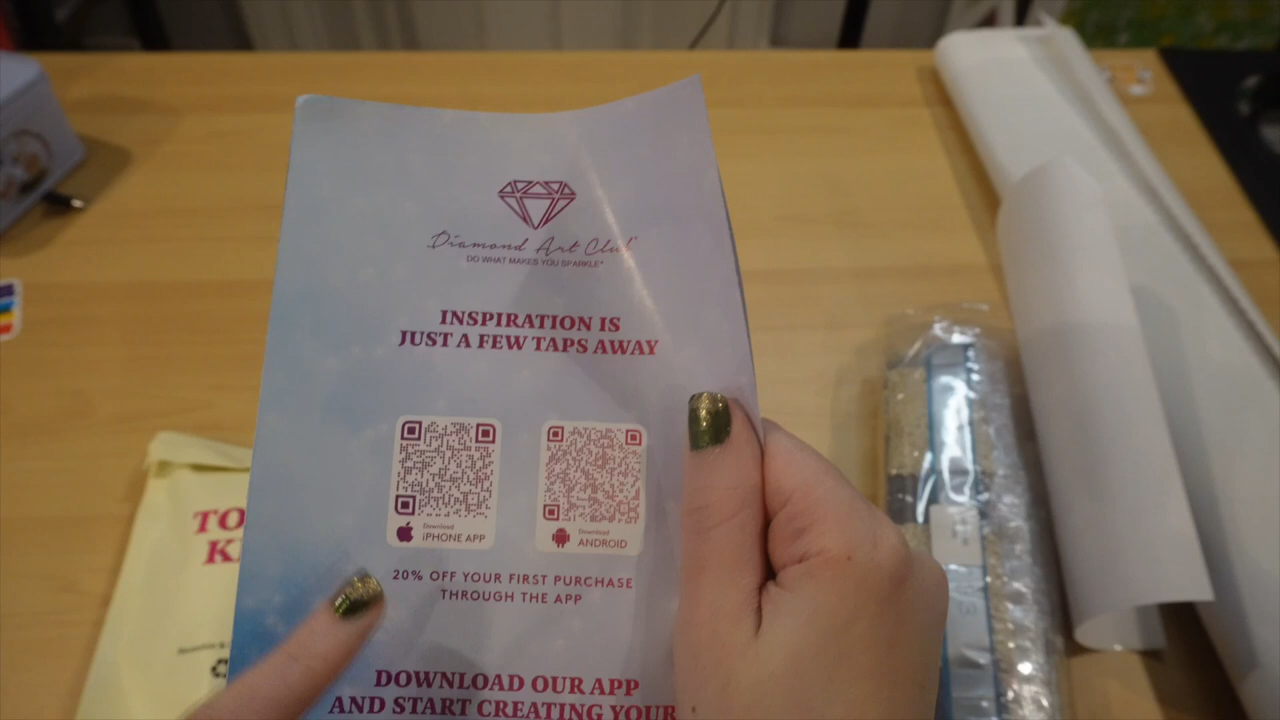 Diamond Art Club
DO WHAT MAKES YOU SPARKLE®
INSPIRATION IS
JUST A FEW TAPS AWAY
Download
iPHONE APP
Download
ANDROID
20% OFF YOUR FIRST PURCHASE
THROUGH THE APP
DOWNLOAD OUR APP
AND START CREATING YOUR
TO
K